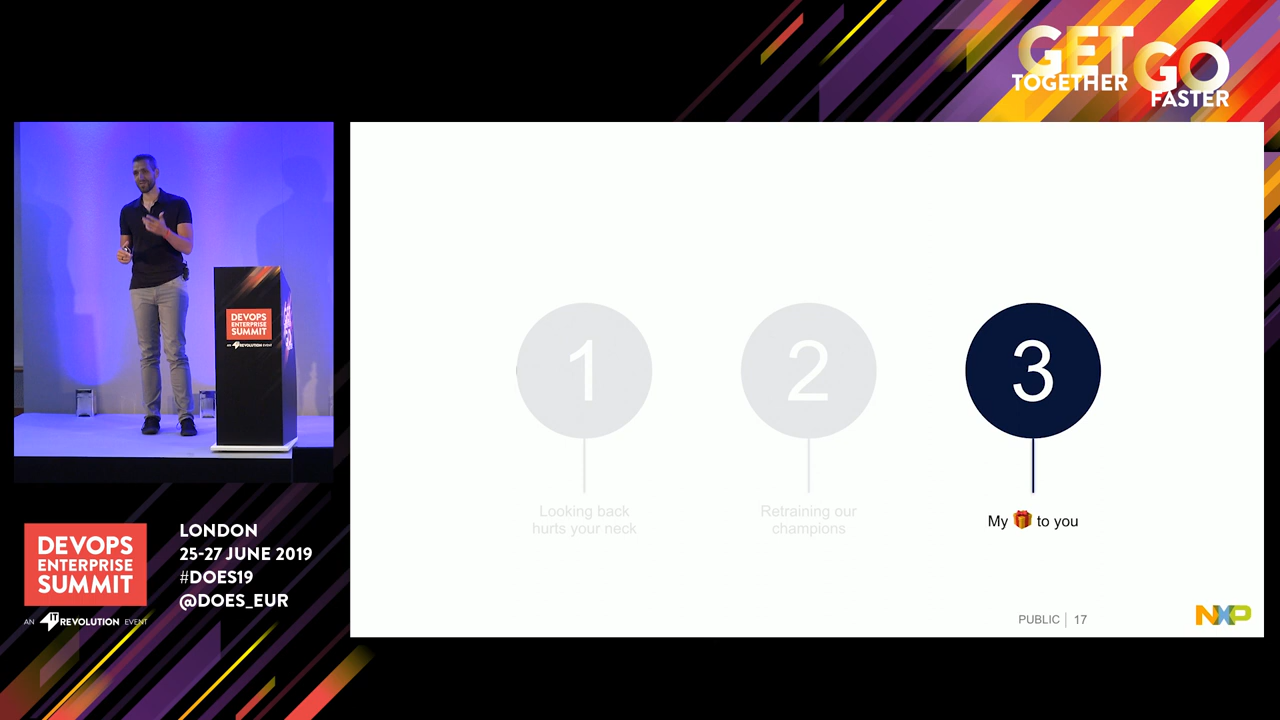 GET
TOGETHER
GO
FASTER
DEVOPS
ENTERPRISE
SUMMIT
AN IT REVOLUTION EVENT
1
2
3
Looking back
hurts your neck
Retraining our
champions
My 🎁 to you
PUBLIC | 17
NXP
DEVOPS
ENTERPRISE
SUMMIT
AN IT REVOLUTION EVENT
LONDON
25-27 JUNE 2019
#DOES19
@DOES_EUR